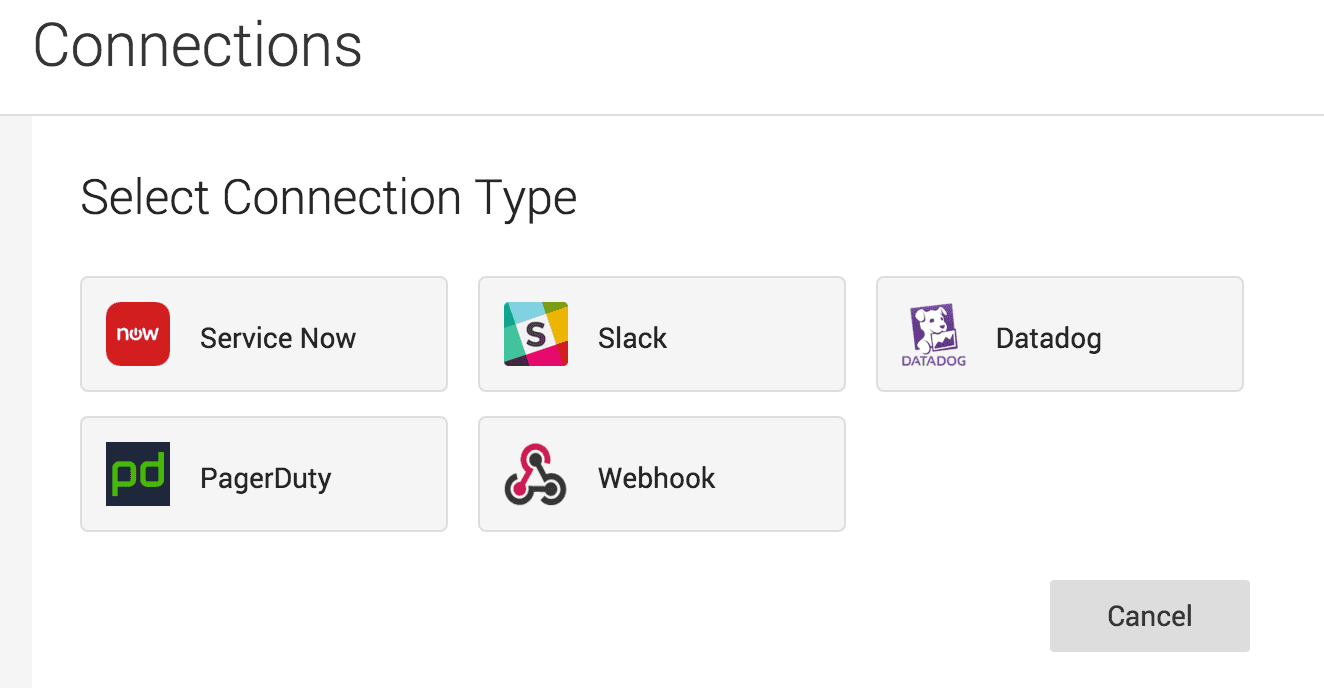 Connections
Select Connection Type
now Service Now
S Slack
DATADOG Datadog
pd PagerDuty
Webhook
Cancel